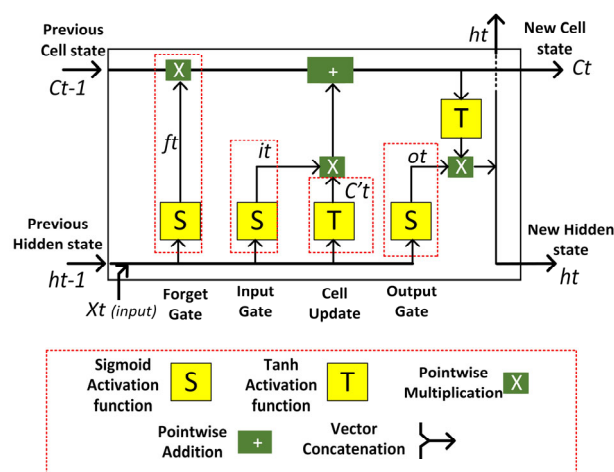 Previous
Cell state
ht
New Cell
state
Ct-1
X
+
Ct
T
ft
it
X
ot
X
C't
S
S
T
S
Previous
Hidden state
New Hidden
state
ht-1
ht
Xt (input)
Forget
Gate
Input
Gate
Cell
Update
Output
Gate
Sigmoid
Activation
function
S
Tanh
Activation
function
T
Pointwise
Multiplication
X
Pointwise
Addition
+
Vector
Concatenation